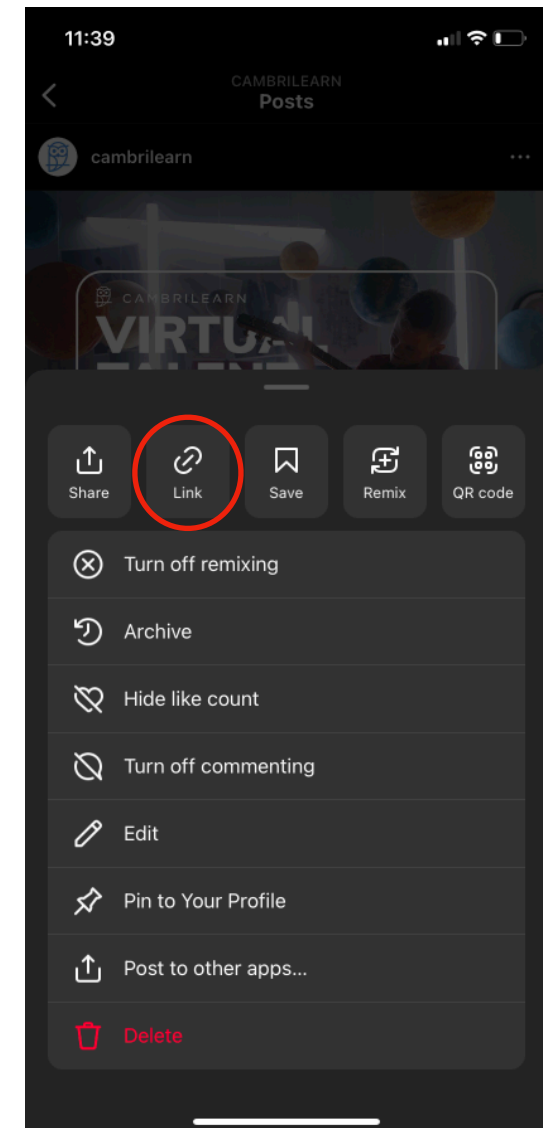 11:39
CAMBRILEARN
Posts
cambrilearn
CAMBRILEARN
VIRTUAL
TALENT
Share
Link
Save
Remix
QR code
Turn off remixing
Archive
Hide like count
Turn off commenting
Edit
Pin to Your Profile
Post to other apps...
Delete